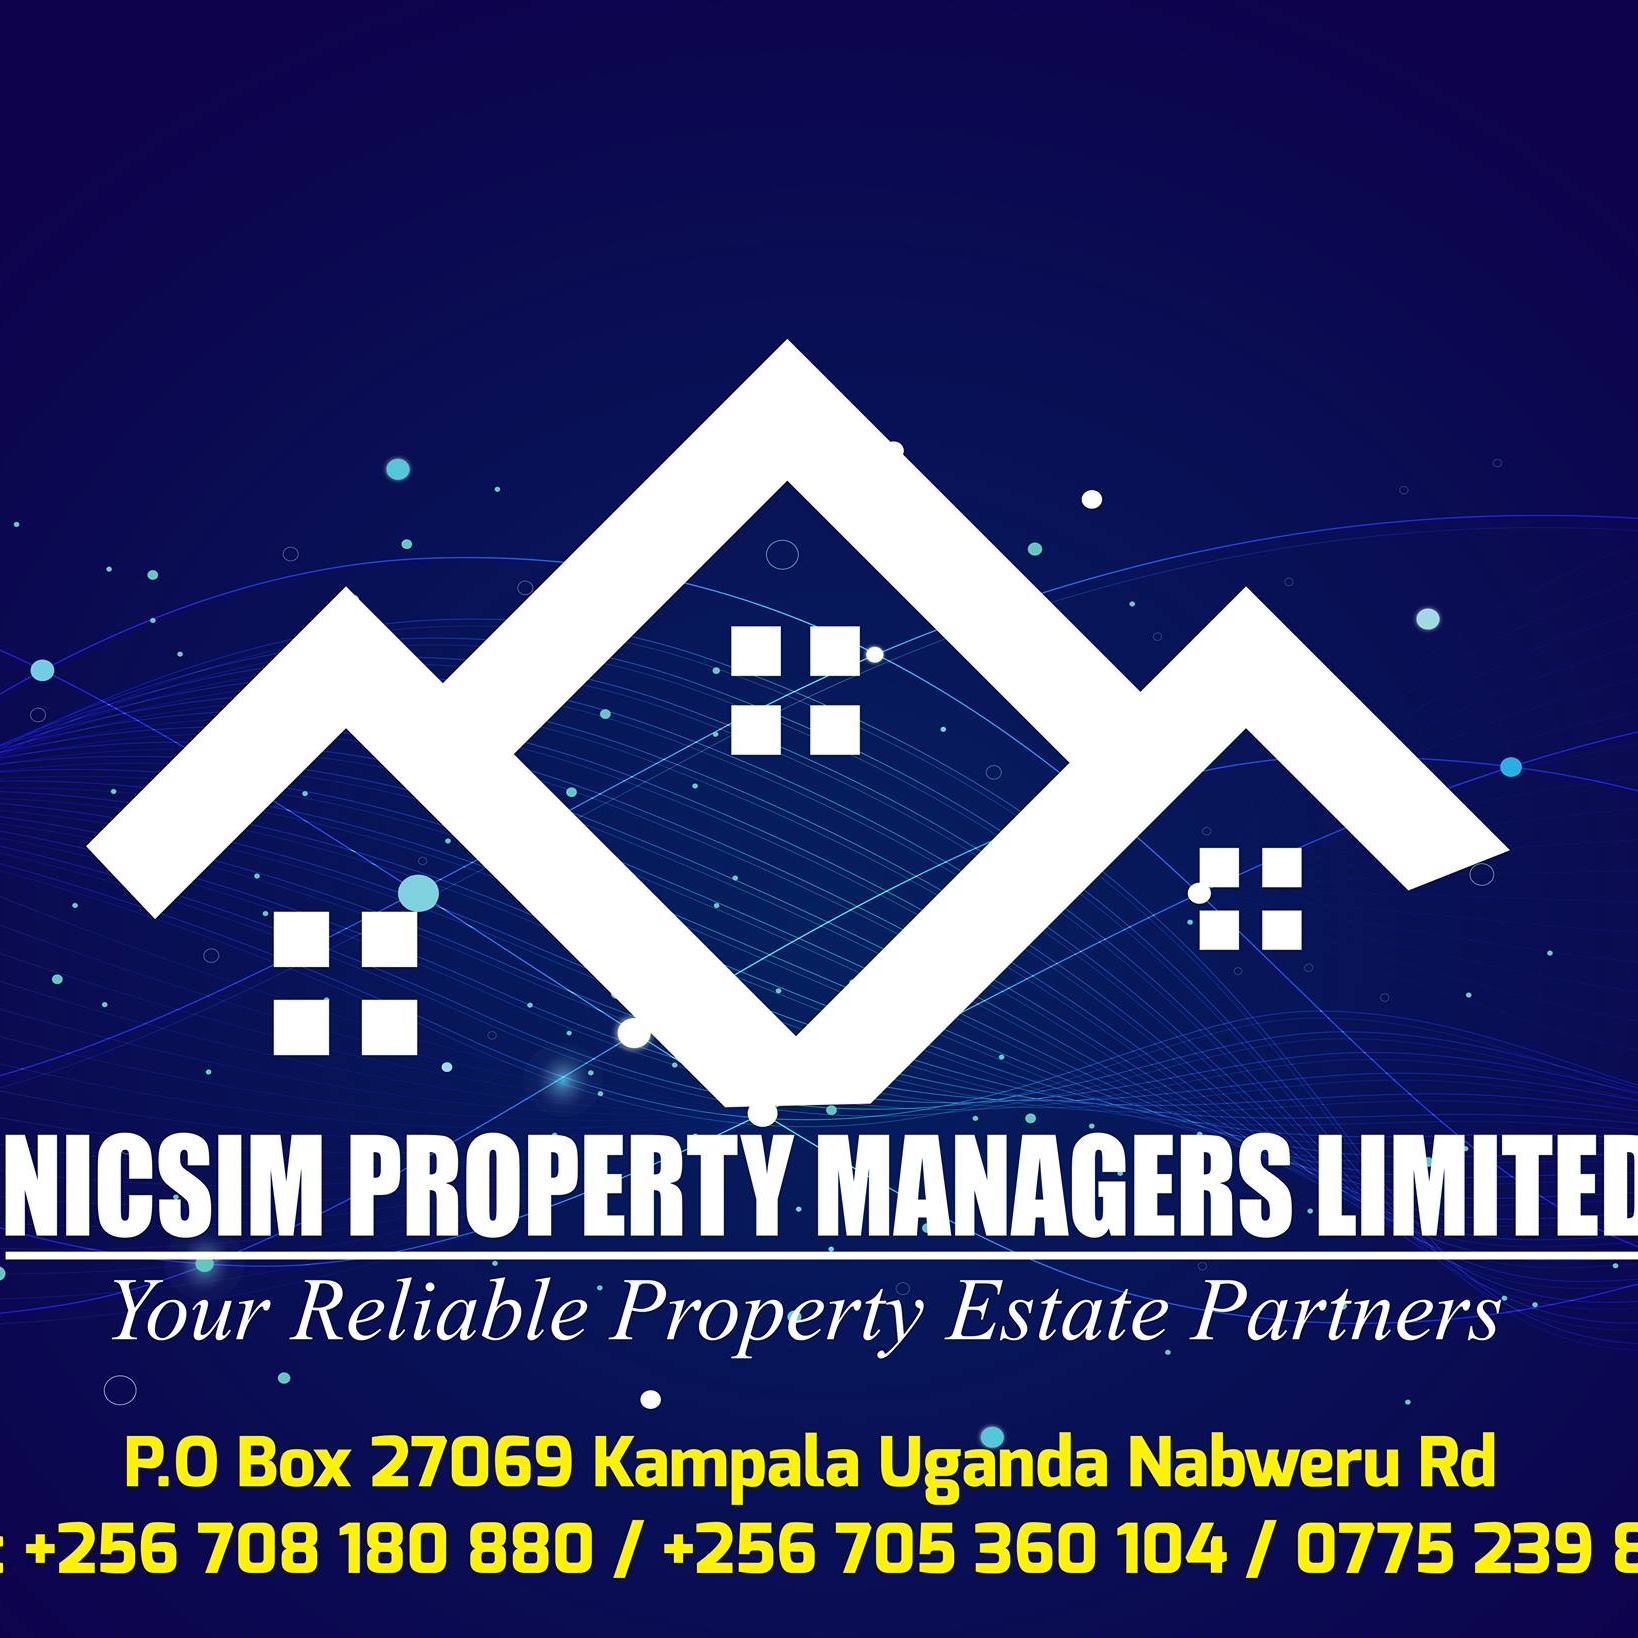 NICSIM PROPERTY MANAGERS LIMITED
Your Reliable Property Estate Partners
P.O Box 27069 Kampala Uganda Nabweru Rd
: +256 708 180 880 / +256 705 360 104 / 0775 239